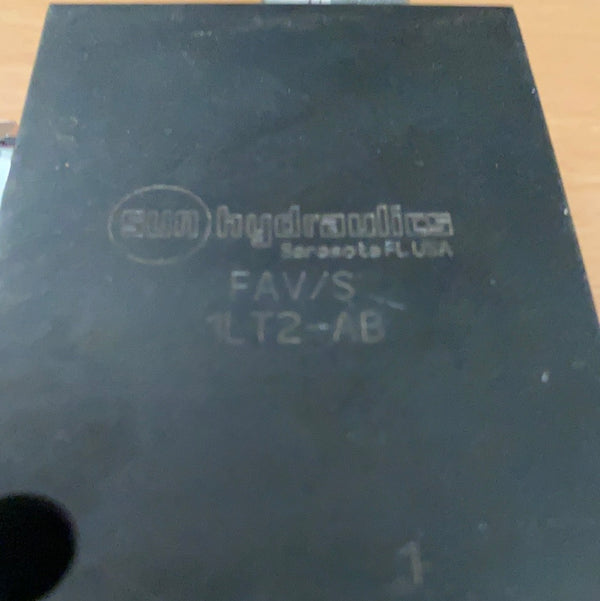 sun hydraulics
Sarasota FL USA
FAV/S
1LT2-AB
1